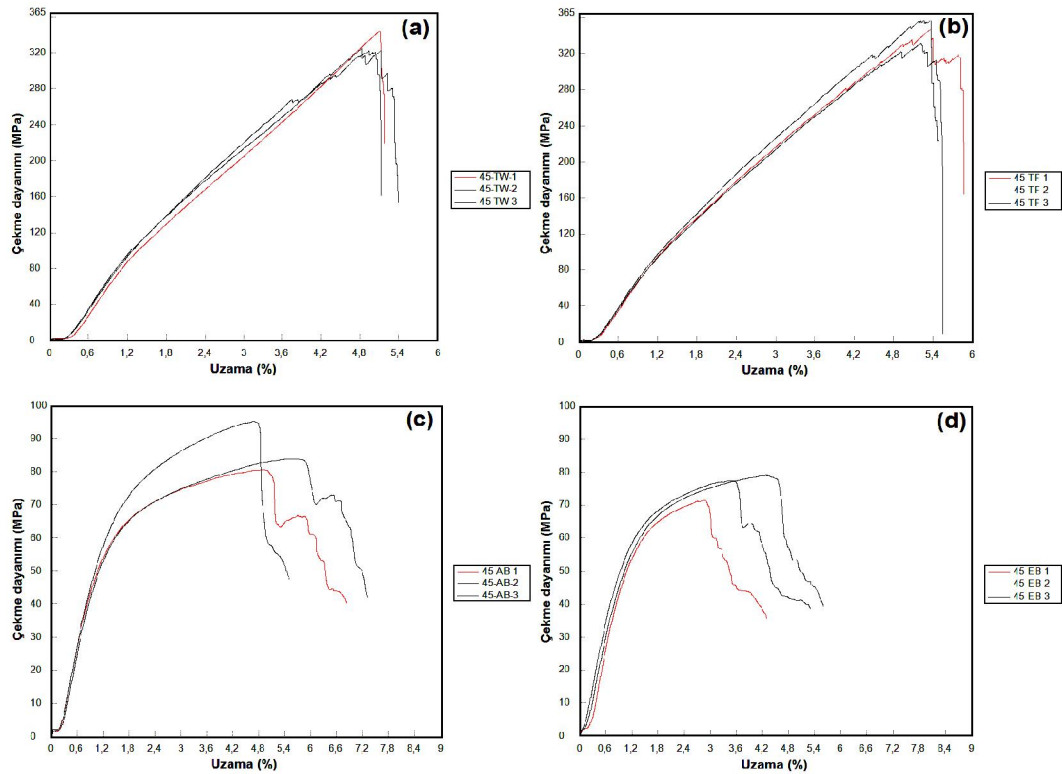 (a)
Çekme dayanımı (MPa)
365
320
280
240
200
160
120
80
40
0
0 0,6 1,2 1,8 2,4 3 3,6 4,2 4,8 5,4 6
Uzama (%)
45-TW-1
45-TW-2
45 TW 3
(b)
Çekme dayanımı (MPa)
365
320
280
240
200
160
120
80
40
0
0 0,6 1,2 1,8 2,4 3 3,6 4,2 4,8 5,4 6
Uzama (%)
45 TF 1
45 TF 2
45 TF 3
(c)
Çekme dayanımı (MPa)
100
90
80
70
60
50
40
30
20
10
0
0 0,6 1,2 1,8 2,4 3 3,6 4,2 4,8 5,4 6 6,6 7,2 7,8 8,4 9
Uzama (%)
45 AB 1
45-AB-2
45-AB-3
(d)
Çekme dayanımı (MPa)
100
90
80
70
60
50
40
30
20
10
0
0 0,6 1,2 1,8 2,4 3 3,6 4,2 4,8 5,4 6 6,6 7,2 7,8 8,4 9
Uzama (%)
45 EB 1
45 EB 2
45 EB 3